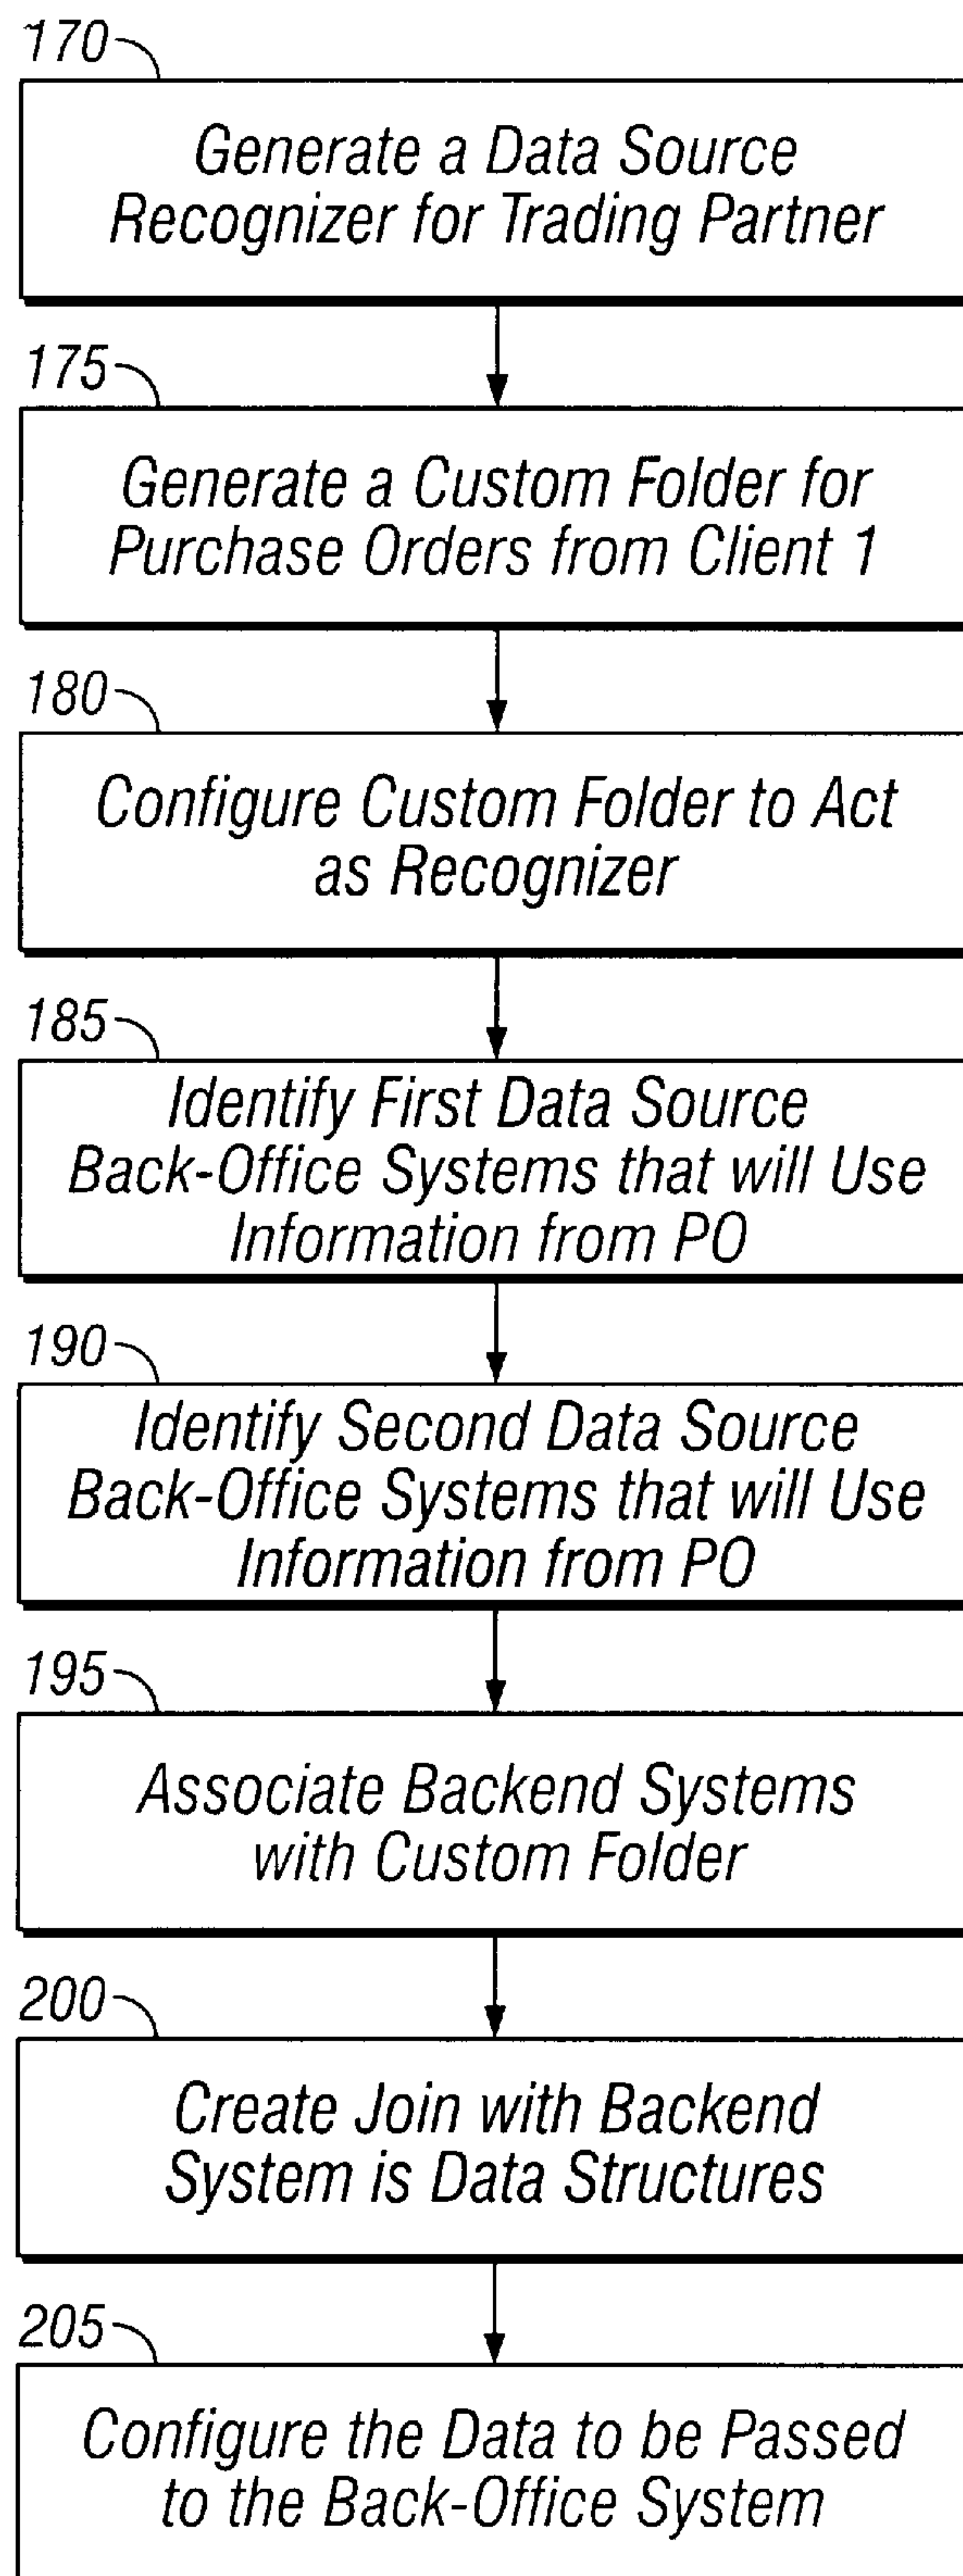 170
Generate a Data Source
Recognizer for Trading Partner
175
Generate a Custom Folder for
Purchase Orders from Client 1
180
Configure Custom Folder to Act
as Recognizer
185
Identify First Data Source
Back-Office Systems that will Use
Information from PO
190
Identify Second Data Source
Back-Office Systems that will Use
Information from PO
195
Associate Backend Systems
with Custom Folder
200
Create Join with Backend
System is Data Structures
205
Configure the Data to be Passed
to the Back-Office System